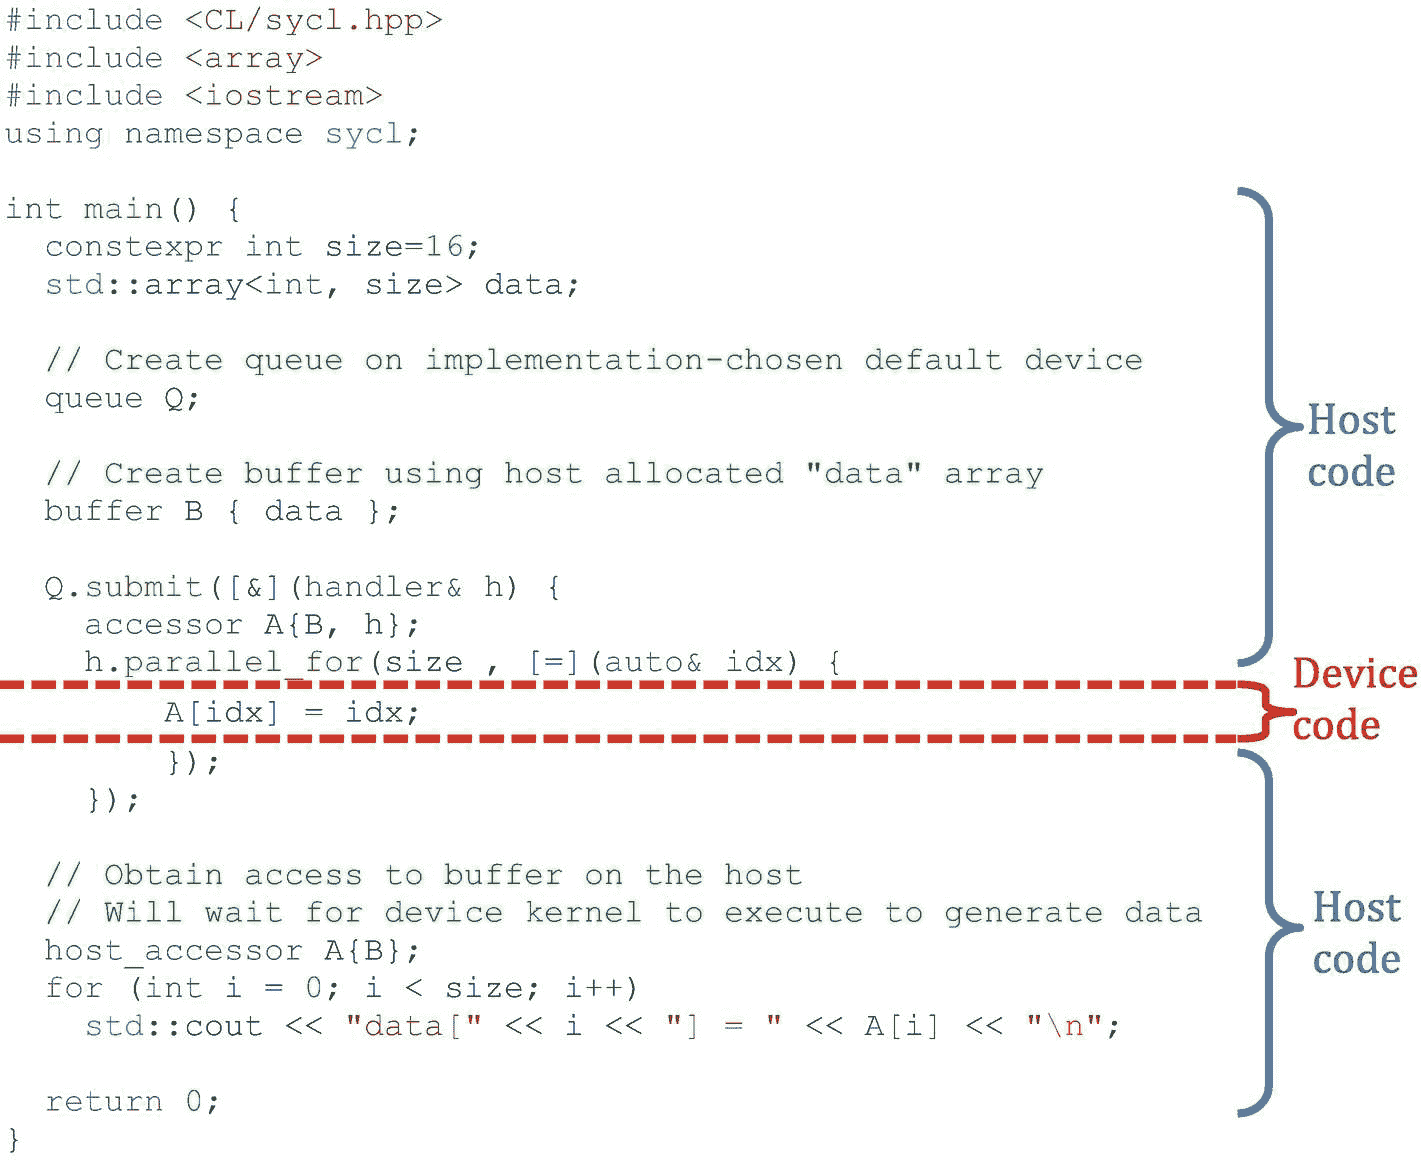 #include <CL/sycl.hpp>
#include <array>
#include <iostream>
using namespace sycl;
int main() {
  constexpr int size=16;
  std::array<int, size> data;
  // Create queue on implementation-chosen default device
  queue Q;
  // Create buffer using host allocated "data" array
  buffer B { data };
  Q.submit([&](handler& h) {
    accessor A{B, h};
    h.parallel_for(size , [=](auto& idx) {
        A[idx] = idx;
        });
    });
  // Obtain access to buffer on the host
  // Will wait for device kernel to execute to generate data
  host_accessor A{B};
  for (int i = 0; i < size; i++)
    std::cout << "data[" << i << "] = " << A[i] << "\n";
  return 0;
}
Host
code
Device
code
Host
code